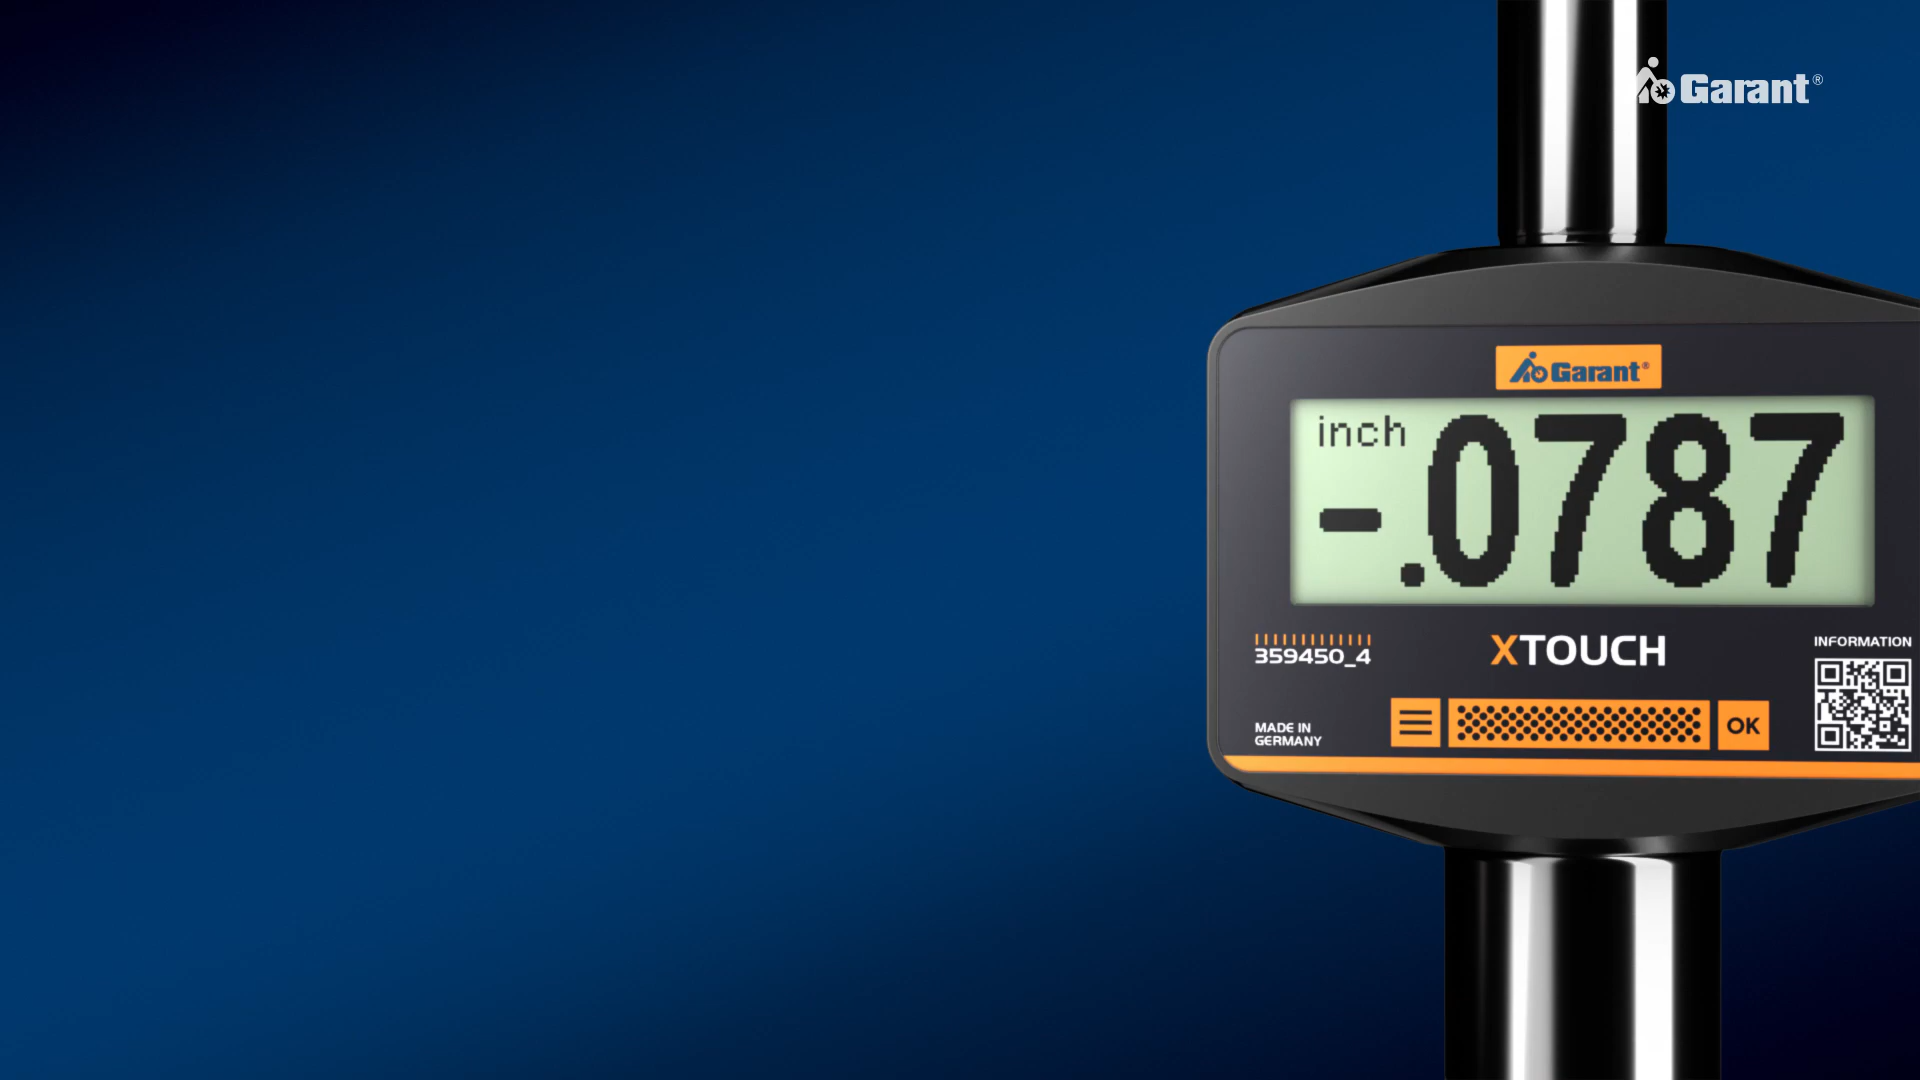 Garant®
Garant®
inch
-.0787
359450_4
XTOUCH
INFORMATION
MADE IN
GERMANY
OK